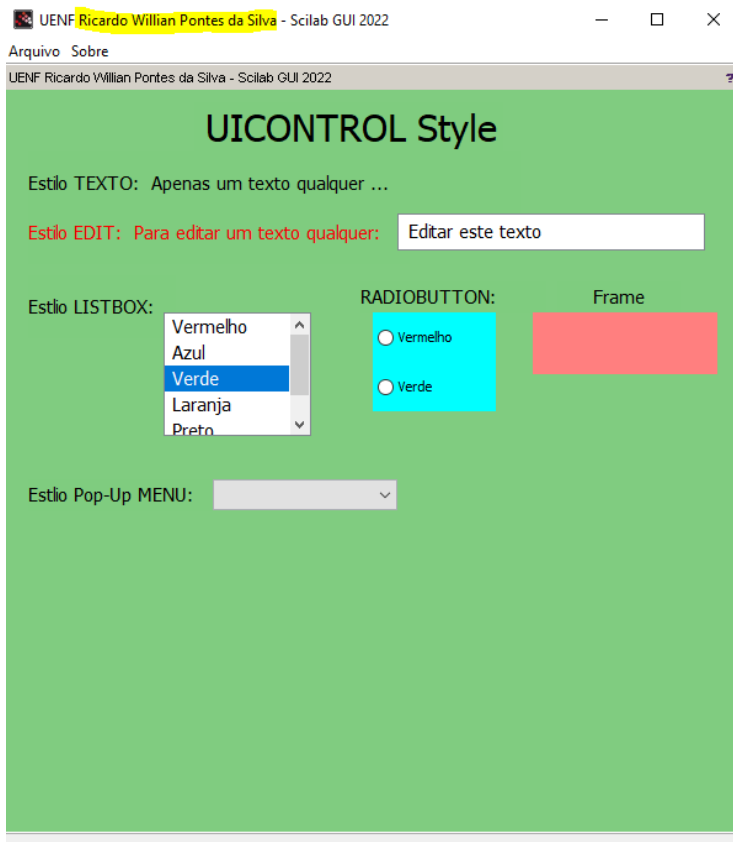 UENF Ricardo Willian Pontes da Silva - Scilab GUI 2022
Arquivo Sobre
UENF Ricardo Willian Pontes da Silva - Scilab GUI 2022 ?
UICONTROL Style
Estilo TEXTO: Apenas um texto qualquer ...
Estilo EDIT: Para editar um texto qualquer: Editar este texto
Estlio LISTBOX:
Vermelho
Azul
Verde
Laranja
Preto
RADIOBUTTON:
Vermelho
Verde
Frame
Estlio Pop-Up MENU: